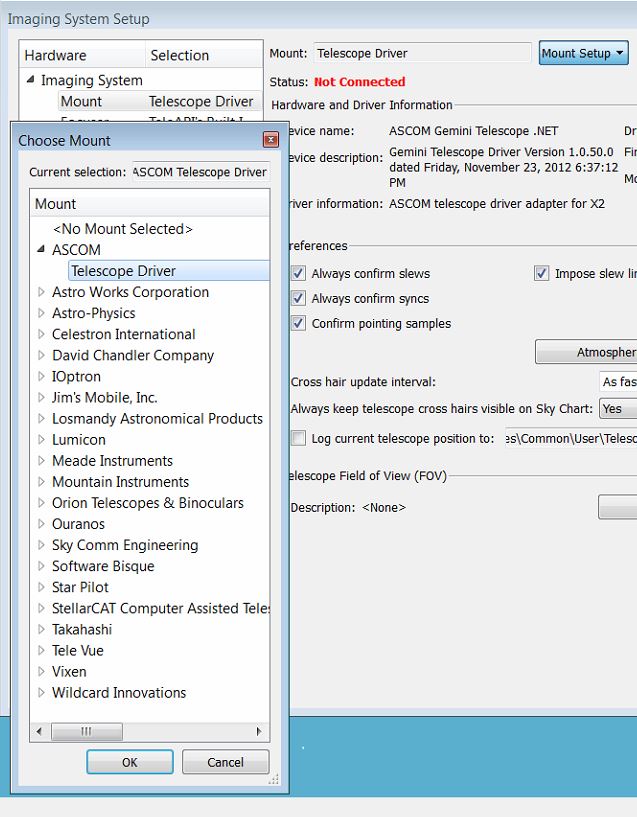 Imaging System Setup
Hardware Selection
Imaging System
Mount Telescope Driver
Mount: Telescope Driver Mount Setup
Status: Not Connected
Hardware and Driver Information
evice name: ASCOM Gemini Telescope .NET Dr
evice description: Gemini Telescope Driver Version 1.0.50.0 Fir
dated Friday, November 23, 2012 6:37:12 Mo
PM
river information: ASCOM telescope driver adapter for X2
references
Always confirm slews Impose slew lin
Always confirm syncs
Confirm pointing samples
Atmospher
Cross hair update interval: As fas
Always keep telescope cross hairs visible on Sky Chart: Yes
Log current telescope position to: es\Common\User\Telesc
elescope Field of View (FOV)
Description: <None>
Choose Mount
Current selection: ASCOM Telescope Driver
Mount
<No Mount Selected>
ASCOM
Telescope Driver
Astro Works Corporation
Astro-Physics
Celestron International
David Chandler Company
IOptron
Jim's Mobile, Inc.
Losmandy Astronomical Products
Lumicon
Meade Instruments
Mountain Instruments
Orion Telescopes & Binoculars
Ouranos
Sky Comm Engineering
Software Bisque
Star Pilot
StellarCAT Computer Assisted Teles
Takahashi
Tele Vue
Vixen
Wildcard Innovations
OK Cancel